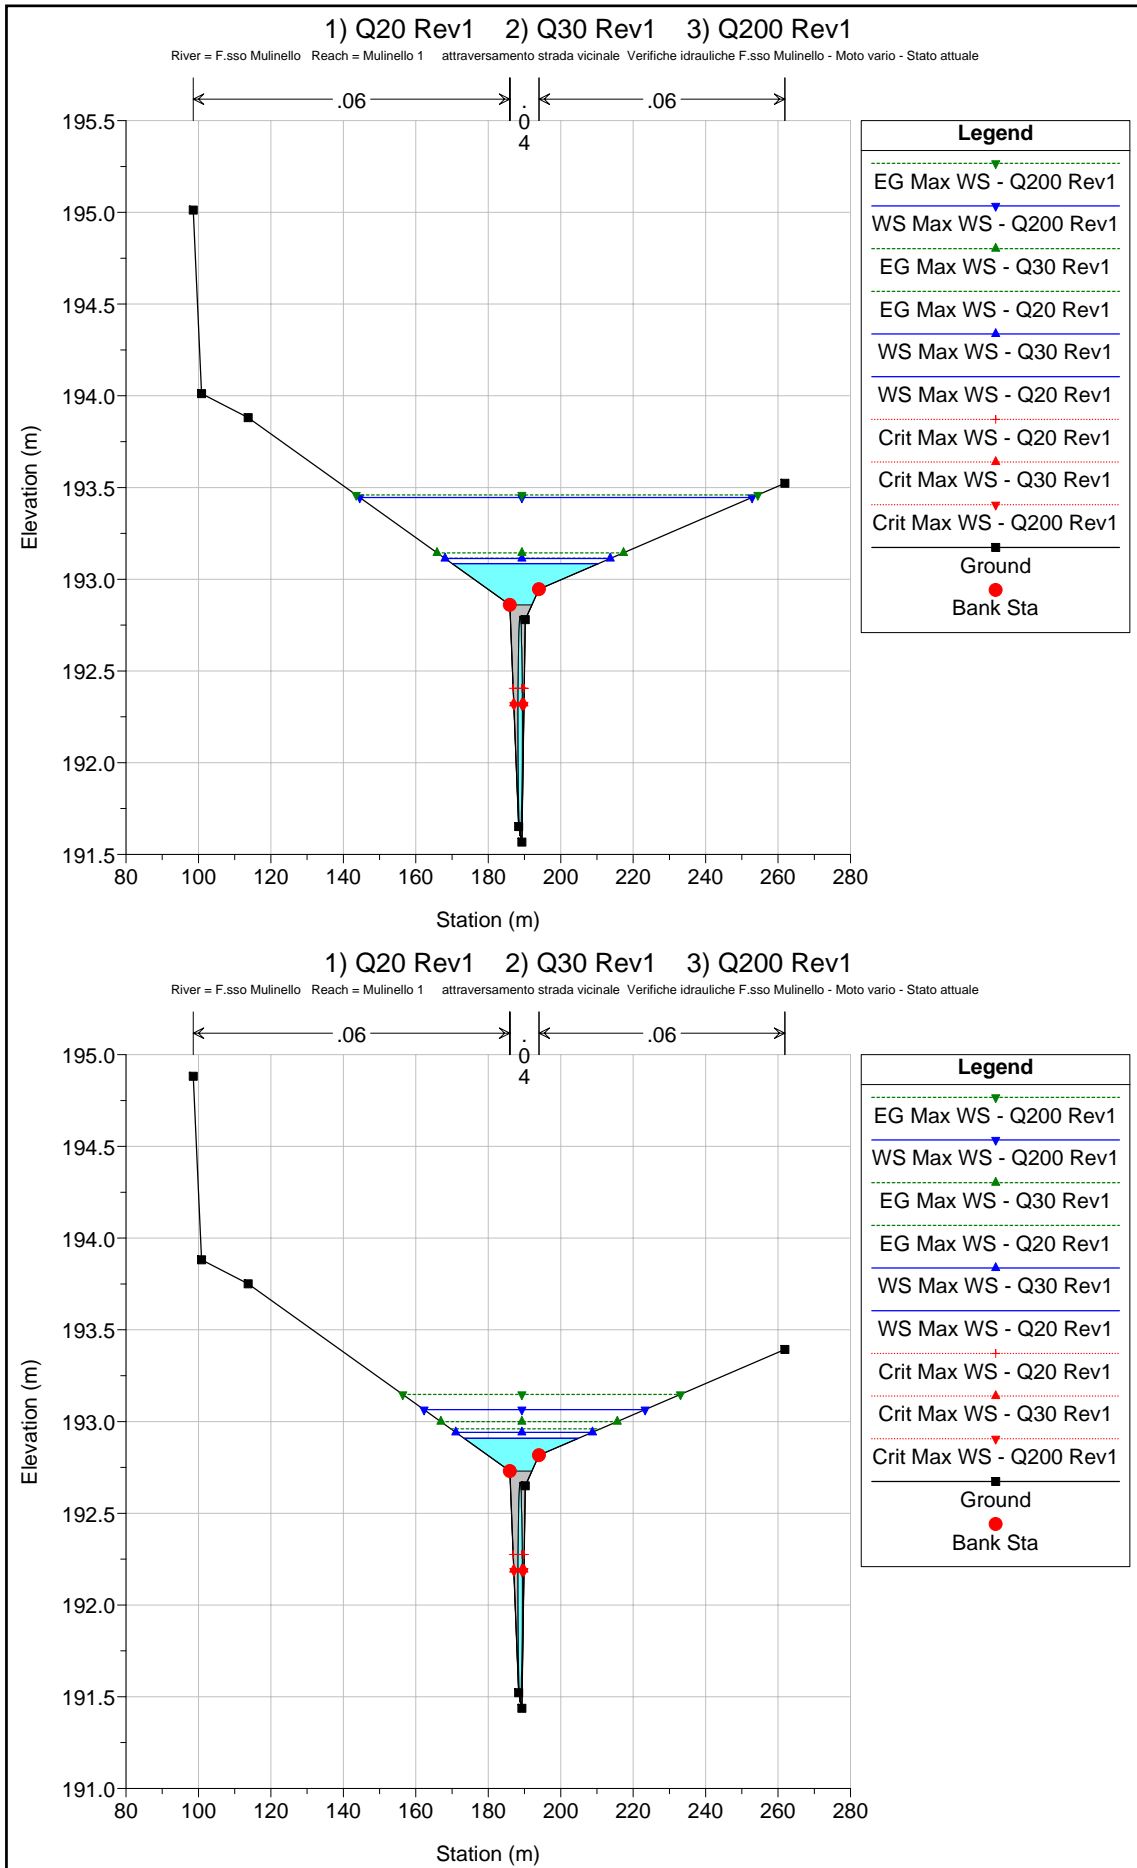 1) Q20 Rev1 2) Q30 Rev1 3) Q200 Rev1
River = F.sso Mulinello Reach = Mulinello 1 attraversamento strada vicinale Verifiche idrauliche F.sso Mulinello - Moto vario - Stato attuale
.06
.04
.06
195.5
195.0
194.5
194.0
193.5
193.0
192.5
192.0
191.5
Elevation (m)
80 100 120 140 160 180 200 220 240 260 280
Station (m)
Legend
EG Max WS - Q200 Rev1
WS Max WS - Q200 Rev1
EG Max WS - Q30 Rev1
EG Max WS - Q20 Rev1
WS Max WS - Q30 Rev1
WS Max WS - Q20 Rev1
Crit Max WS - Q20 Rev1
Crit Max WS - Q30 Rev1
Crit Max WS - Q200 Rev1
Ground
Bank Sta
1) Q20 Rev1 2) Q30 Rev1 3) Q200 Rev1
River = F.sso Mulinello Reach = Mulinello 1 attraversamento strada vicinale Verifiche idrauliche F.sso Mulinello - Moto vario - Stato attuale
.06
.04
.06
195.0
194.5
194.0
193.5
193.0
192.5
192.0
191.5
191.0
Elevation (m)
80 100 120 140 160 180 200 220 240 260 280
Station (m)
Legend
EG Max WS - Q200 Rev1
WS Max WS - Q200 Rev1
EG Max WS - Q30 Rev1
EG Max WS - Q20 Rev1
WS Max WS - Q30 Rev1
WS Max WS - Q20 Rev1
Crit Max WS - Q20 Rev1
Crit Max WS - Q30 Rev1
Crit Max WS - Q200 Rev1
Ground
Bank Sta